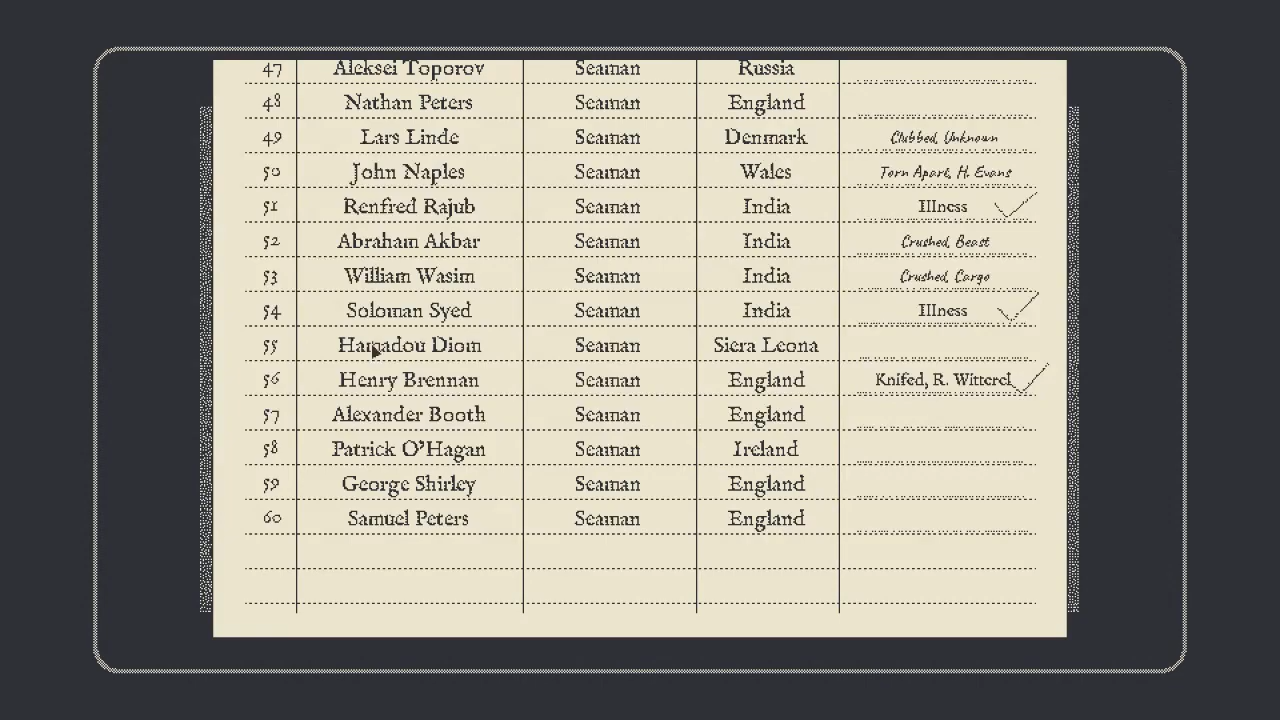 47 Aleksei Toporov Seaman Russia
48 Nathan Peters Seaman England
49 Lars Linde Seaman Denmark Clubbed, Unknown
50 John Naples Seaman Wales Torn Apart, H. Evans
51 Renfred Rajub Seaman India Illness
52 Abraham Akbar Seaman India Crushed, Beast
53 William Wasim Seaman India Crushed, Cargo
54 Soloman Syed Seaman India Illness
55 Hamadou Diom Seaman Siera Leona
56 Henry Brennan Seaman England Knifed, R. Witterel
57 Alexander Booth Seaman England
58 Patrick O'Hagan Seaman Ireland
59 George Shirley Seaman England
60 Samuel Peters Seaman England